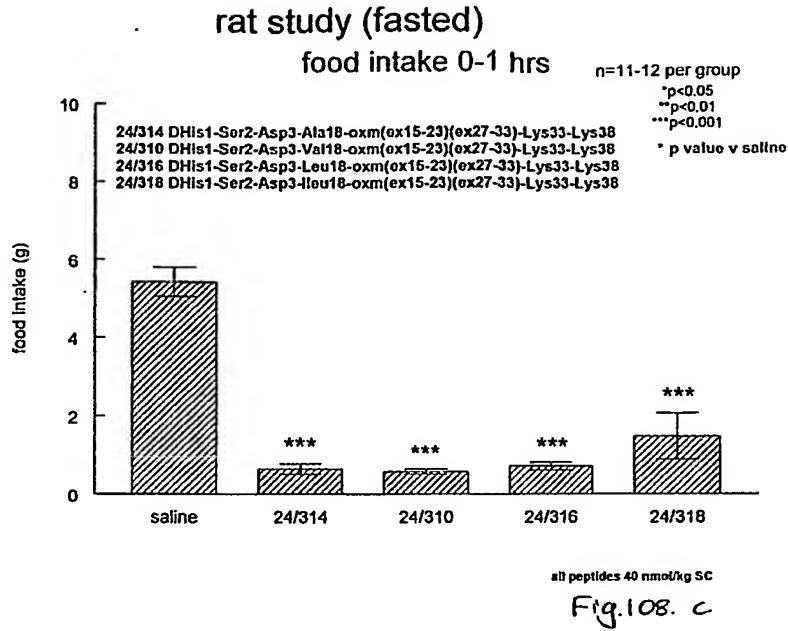 rat study (fasted)
food intake 0-1 hrs
n=11-12 per group
*p<0.05
**p<0.01
***p<0.001
* p value v saline
24/314 DHis1-Ser2-Asp3-Ala18-oxm(ex15-23)(ex27-33)-Lys33-Lys38
24/310 DHis1-Ser2-Asp3-Val18-oxm(ex15-23)(ex27-33)-Lys33-Lys38
24/316 DHis1-Ser2-Asp3-Leu18-oxm(ex15-23)(ex27-33)-Lys33-Lys38
24/318 DHis1-Ser2-Asp3-Ileu18-oxm(ex15-23)(ex27-33)-Lys33-Lys38
food intake (g)
10
8
6
4
2
0
***
***
***
***
saline 24/314 24/310 24/316 24/318
all peptides 40 nmol/kg SC
Fig.108. c